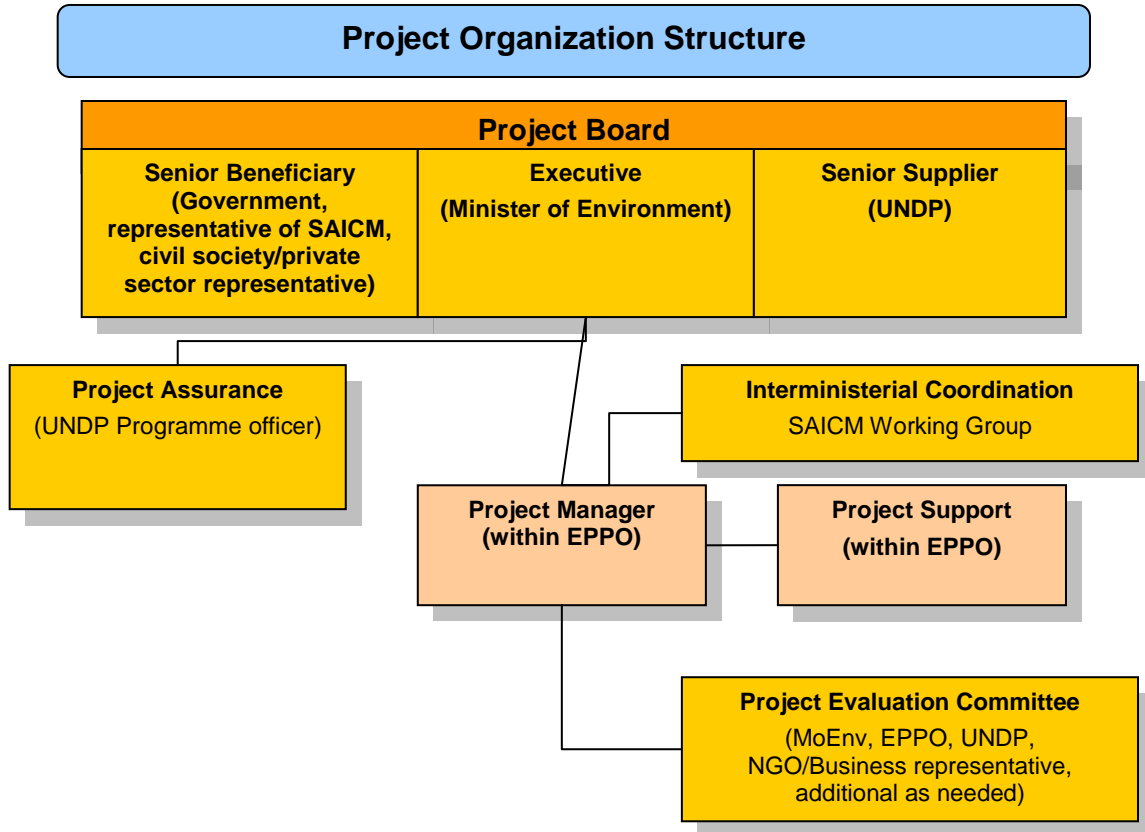 Project Organization Structure
Project Board
Senior Beneficiary
(Government,
representative of SAICM,
civil society/private
sector representative)
Executive
(Minister of Environment)
Senior Supplier
(UNDP)
Project Assurance
(UNDP Programme officer)
Interministerial Coordination
SAICM Working Group
Project Manager
(within EPPO)
Project Support
(within EPPO)
Project Evaluation Committee
(MoEnv, EPPO, UNDP,
NGO/Business representative,
additional as needed)